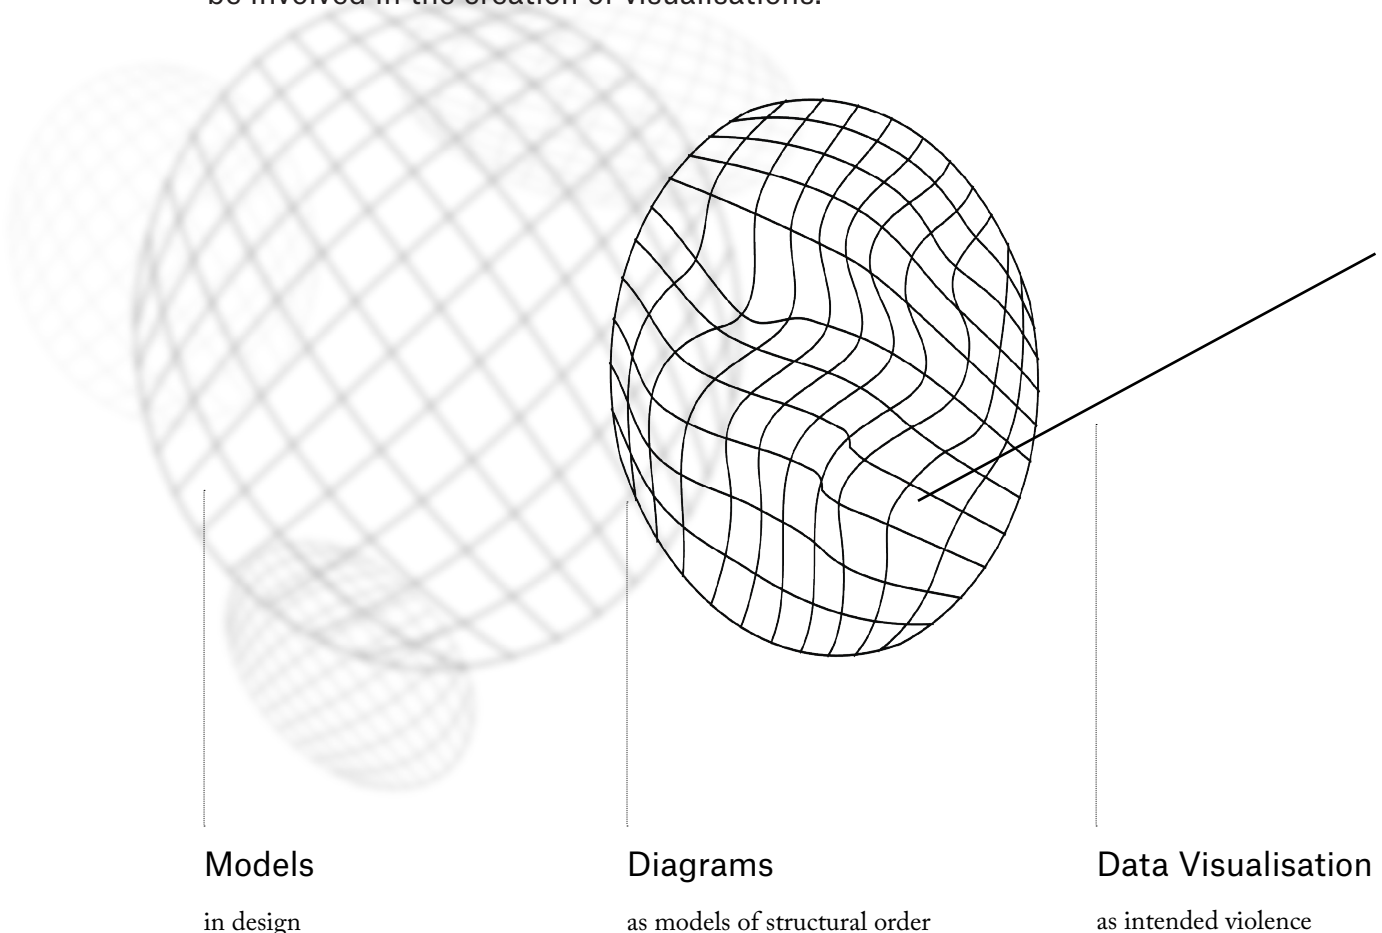 be involved in the creation of visualisations.
Models
in design
Diagrams
as models of structural order
Data Visualisation
as intended violence